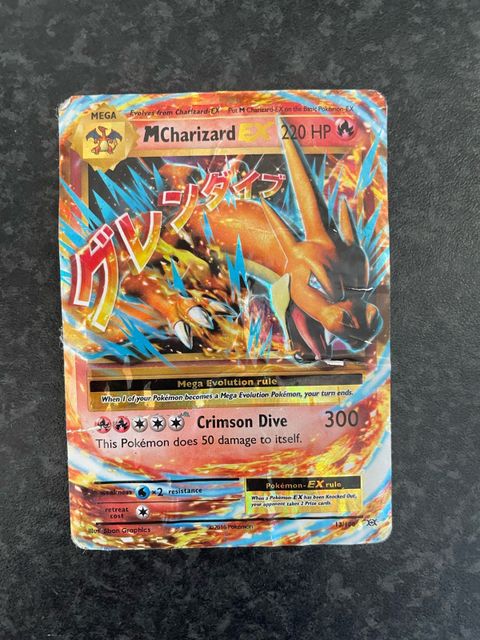 Evolves from Charizard-EX Put M Charizard-EX on the Basic Pokémon-EX
MEGA
MCharizard EX 220 HP
グレンダイブ
Mega Evolution rule
When 1 of your Pokémon becomes a Mega Evolution Pokémon, your turn ends.
Crimson Dive 300
This Pokémon does 50 damage to itself.
weakness ×2 resistance
retreat cost
Pokémon-EX rule
When a Pokémon-EX has been Knocked Out,
your opponent takes 2 Prize cards.
Illus. 5ban Graphics
©2016 Pokémon